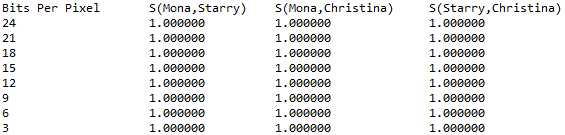 Bits Per Pixel S(Mona,Starry) S(Mona,Christina) S(Starry,Christina)
24 1.000000 1.000000 1.000000
21 1.000000 1.000000 1.000000
18 1.000000 1.000000 1.000000
15 1.000000 1.000000 1.000000
12 1.000000 1.000000 1.000000
9 1.000000 1.000000 1.000000
6 1.000000 1.000000 1.000000
3 1.000000 1.000000 1.000000